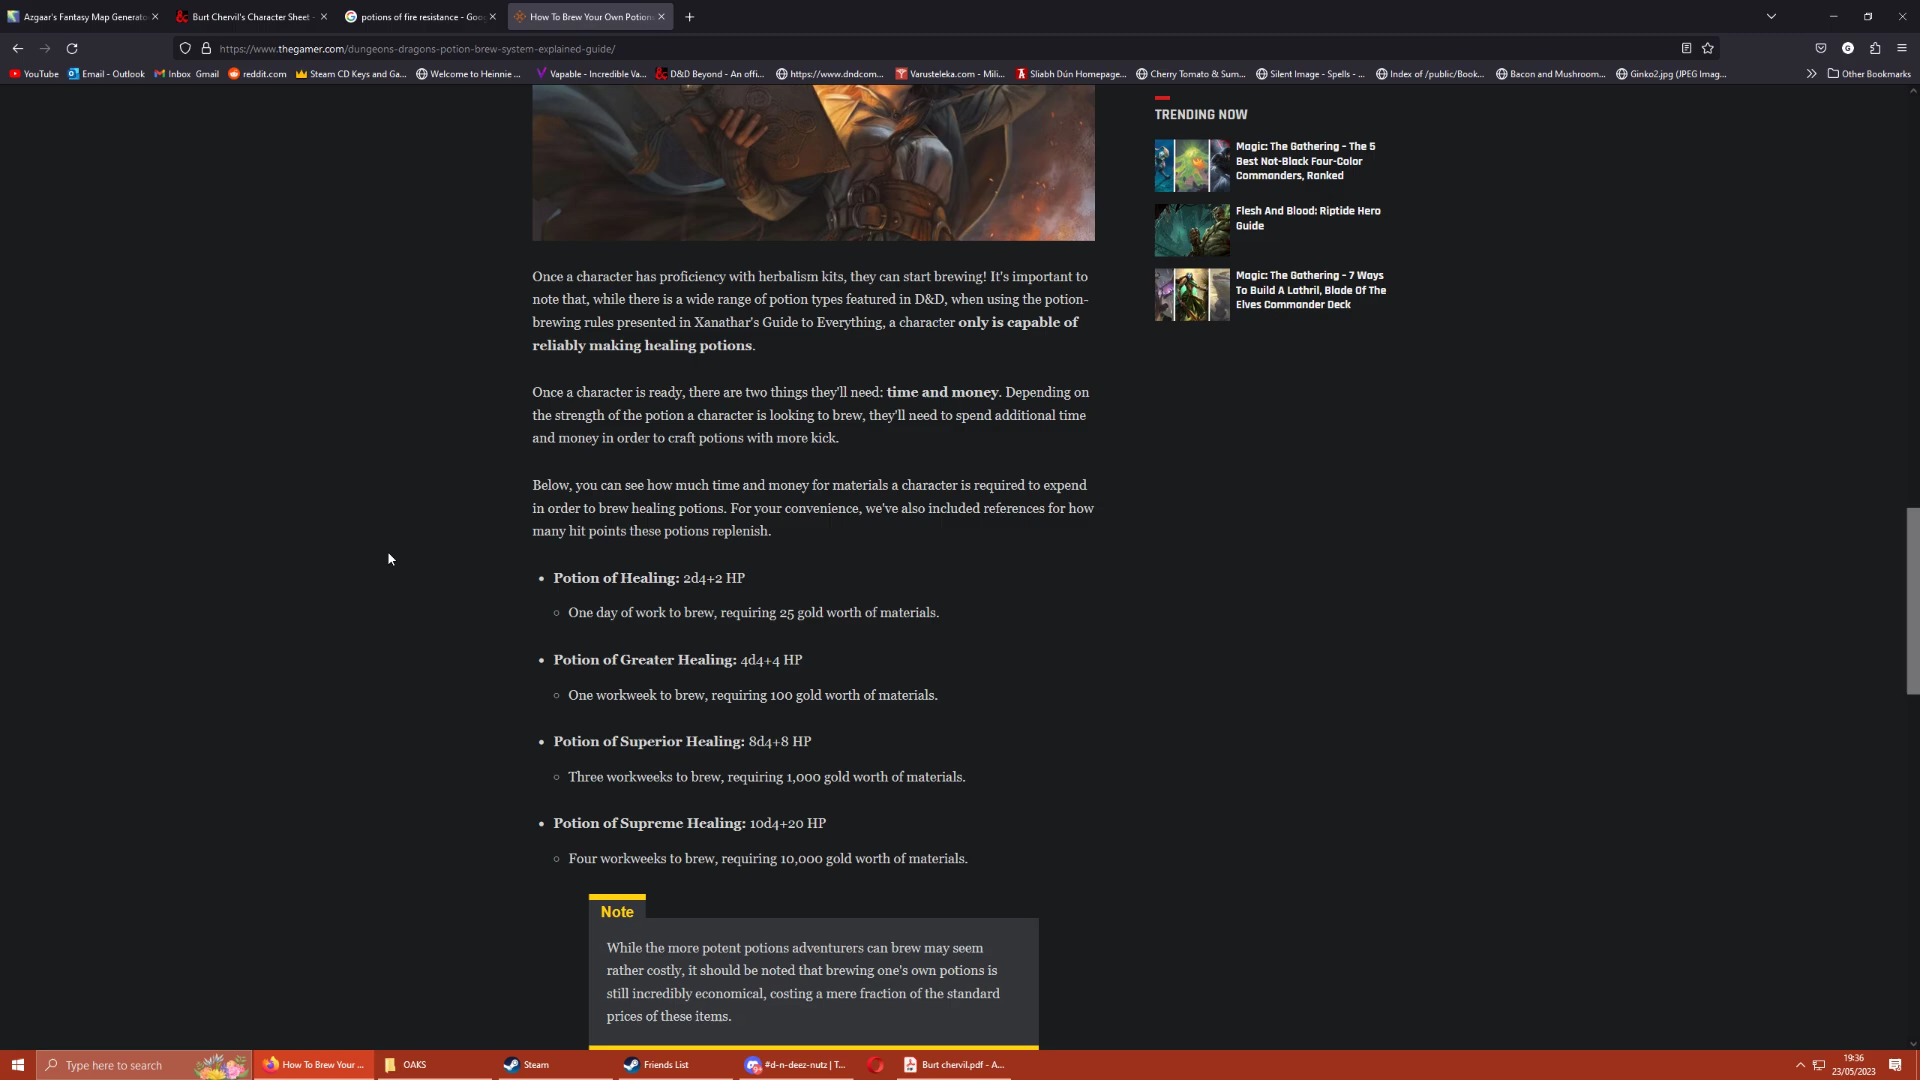 Azgaar's Fantasy Map Generato
Burt Chervil's Character Sheet -
potions of fire resistance - Goo
How To Brew Your Own Potion
https://www.thegamer.com/dungeons-dragons-potion-brew-system-explained-guide/
YouTube
Email - Outlook
Inbox Gmail
reddit.com
Steam CD Keys and Ga...
Welcome to Heinnie ...
Vapable - Incredible Va...
D&D Beyond - An offi...
https://www.dndcom...
Varusteleka.com - Mili...
Sliabh Dún Homepage...
Cherry Tomato & Sum...
Silent Image - Spells - ...
Index of /public/Book...
Bacon and Mushroom...
Ginko2.jpg (JPEG Imag...
Other Bookmarks
TRENDING NOW
Magic: The Gathering - The 5
Best Not-Black Four-Color
Commanders, Ranked
Flesh And Blood: Riptide Hero
Guide
Magic: The Gathering - 7 Ways
To Build A Lathril, Blade Of The
Elves Commander Deck
Once a character has proficiency with herbalism kits, they can start brewing! It's important to
note that, while there is a wide range of potion types featured in D&D, when using the potion-
brewing rules presented in Xanathar's Guide to Everything, a character only is capable of
reliably making healing potions.
Once a character is ready, there are two things they'll need: time and money. Depending on
the strength of the potion a character is looking to brew, they'll need to spend additional time
and money in order to craft potions with more kick.
Below, you can see how much time and money for materials a character is required to expend
in order to brew healing potions. For your convenience, we've also included references for how
many hit points these potions replenish.
• Potion of Healing: 2d4+2 HP
◦ One day of work to brew, requiring 25 gold worth of materials.
• Potion of Greater Healing: 4d4+4 HP
◦ One workweek to brew, requiring 100 gold worth of materials.
• Potion of Superior Healing: 8d4+8 HP
◦ Three workweeks to brew, requiring 1,000 gold worth of materials.
• Potion of Supreme Healing: 10d4+20 HP
◦ Four workweeks to brew, requiring 10,000 gold worth of materials.
Note
While the more potent potions adventurers can brew may seem
rather costly, it should be noted that brewing one's own potions is
still incredibly economical, costing a mere fraction of the standard
prices of these items.
Type here to search
How To Brew Your ...
OAKS
Steam
Friends List
#d-n-deez-nutz | T...
Burt chervil.pdf - A...
19:36
23/05/2023